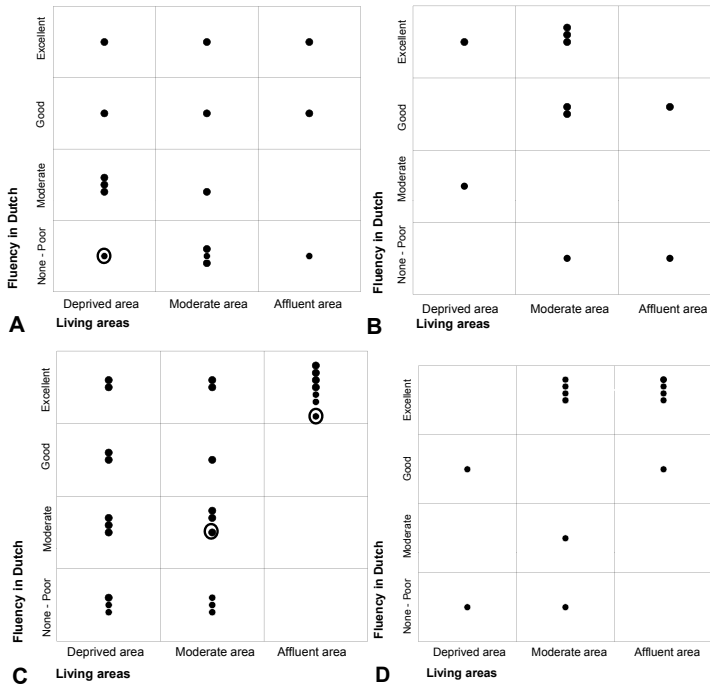 Fluency in Dutch
Excellent
Good
Moderate
None - Poor
Deprived area Moderate area Affluent area
Living areas
A
Fluency in Dutch
Excellent
Good
Moderate
None - Poor
Deprived area Moderate area Affluent area
Living areas
B
Fluency in Dutch
Excellent
Good
Moderate
None - Poor
Deprived area Moderate area Affluent area
Living areas
C
Fluency in Dutch
Excellent
Good
Moderate
None - Poor
Deprived area Moderate area Affluent area
Living areas
D